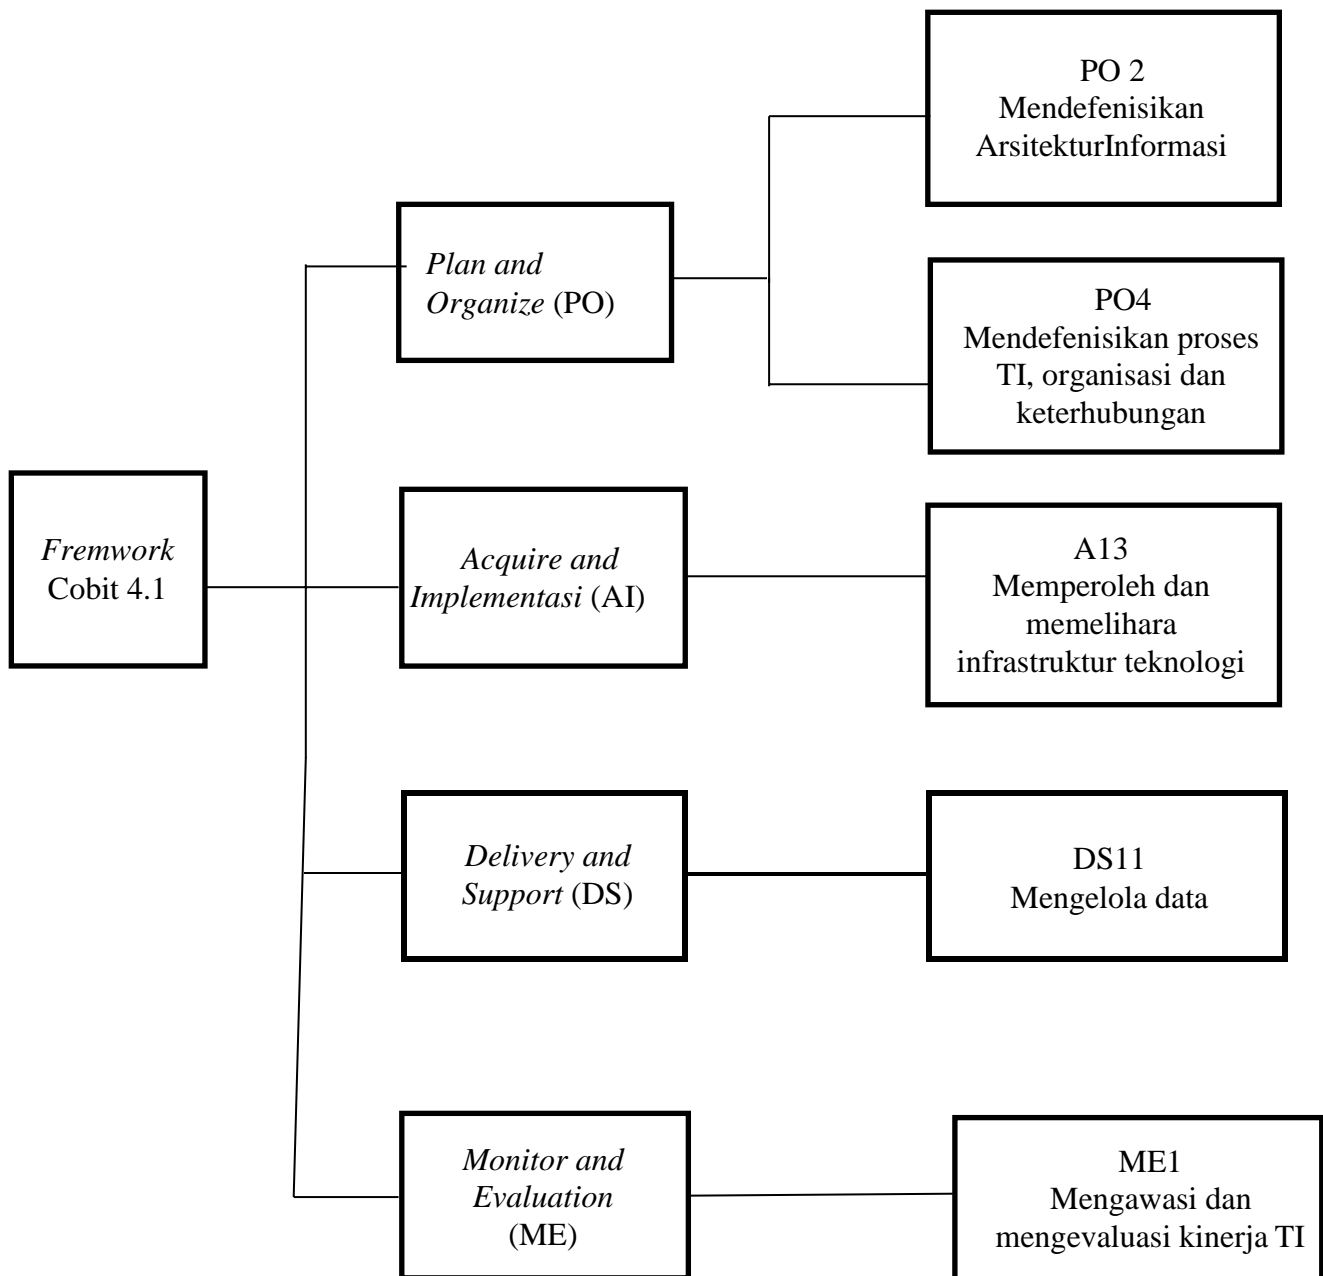 Fremwork
Cobit 4.1
Plan and
Organize (PO)
PO 2
Mendefenisikan
ArsitekturInformasi
PO4
Mendefenisikan proses
TI, organisasi dan
keterhubungan
Acquire and
Implementasi (AI)
A13
Memperoleh dan
memelihara
infrastruktur teknologi
Delivery and
Support (DS)
DS11
Mengelola data
Monitor and
Evaluation
(ME)
ME1
Mengawasi dan
mengevaluasi kinerja TI